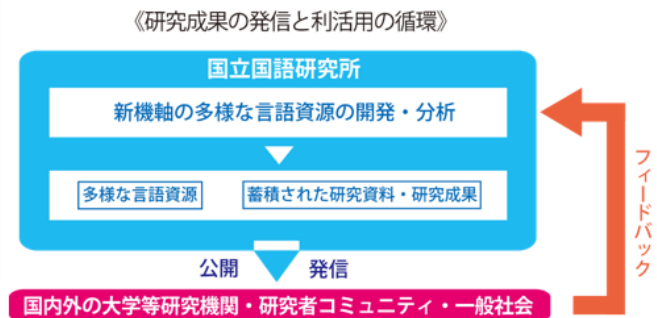 《研究成果の発信と利活用の循環》
国立国語研究所
新機軸の多様な言語資源の開発・分析
多様な言語資源
蓄積された研究資料・研究成果
フィードバック
公開
発信
国内外の大学等研究機関・研究者コミュニティ・一般社会